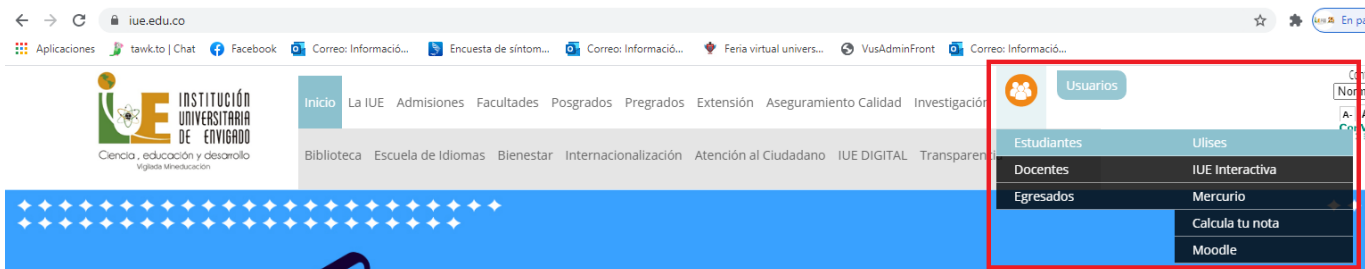 iue.edu.co
En pa
Aplicaciones tawk.to | Chat Facebook Correo: Informació... Encuesta de síntom... Correo: Informació... Feria virtual univers... VusAdminFront Correo: Informació...
INSTITUCIÓN
UNIVERSITARIA
DE ENVIGADO
Ciencia, educación y desarrollo
Vigilada Mineducación
Inicio La IUE Admisiones Facultades Posgrados Pregrados Extensión Aseguramiento Calidad Investigación
Biblioteca Escuela de Idiomas Bienestar Internacionalización Atención al Ciudadano IUE DIGITAL Transparencia
Usuarios
A-
Estudiantes Ulises
Docentes IUE Interactiva
Egresados Mercurio
Calcula tu nota
Moodle